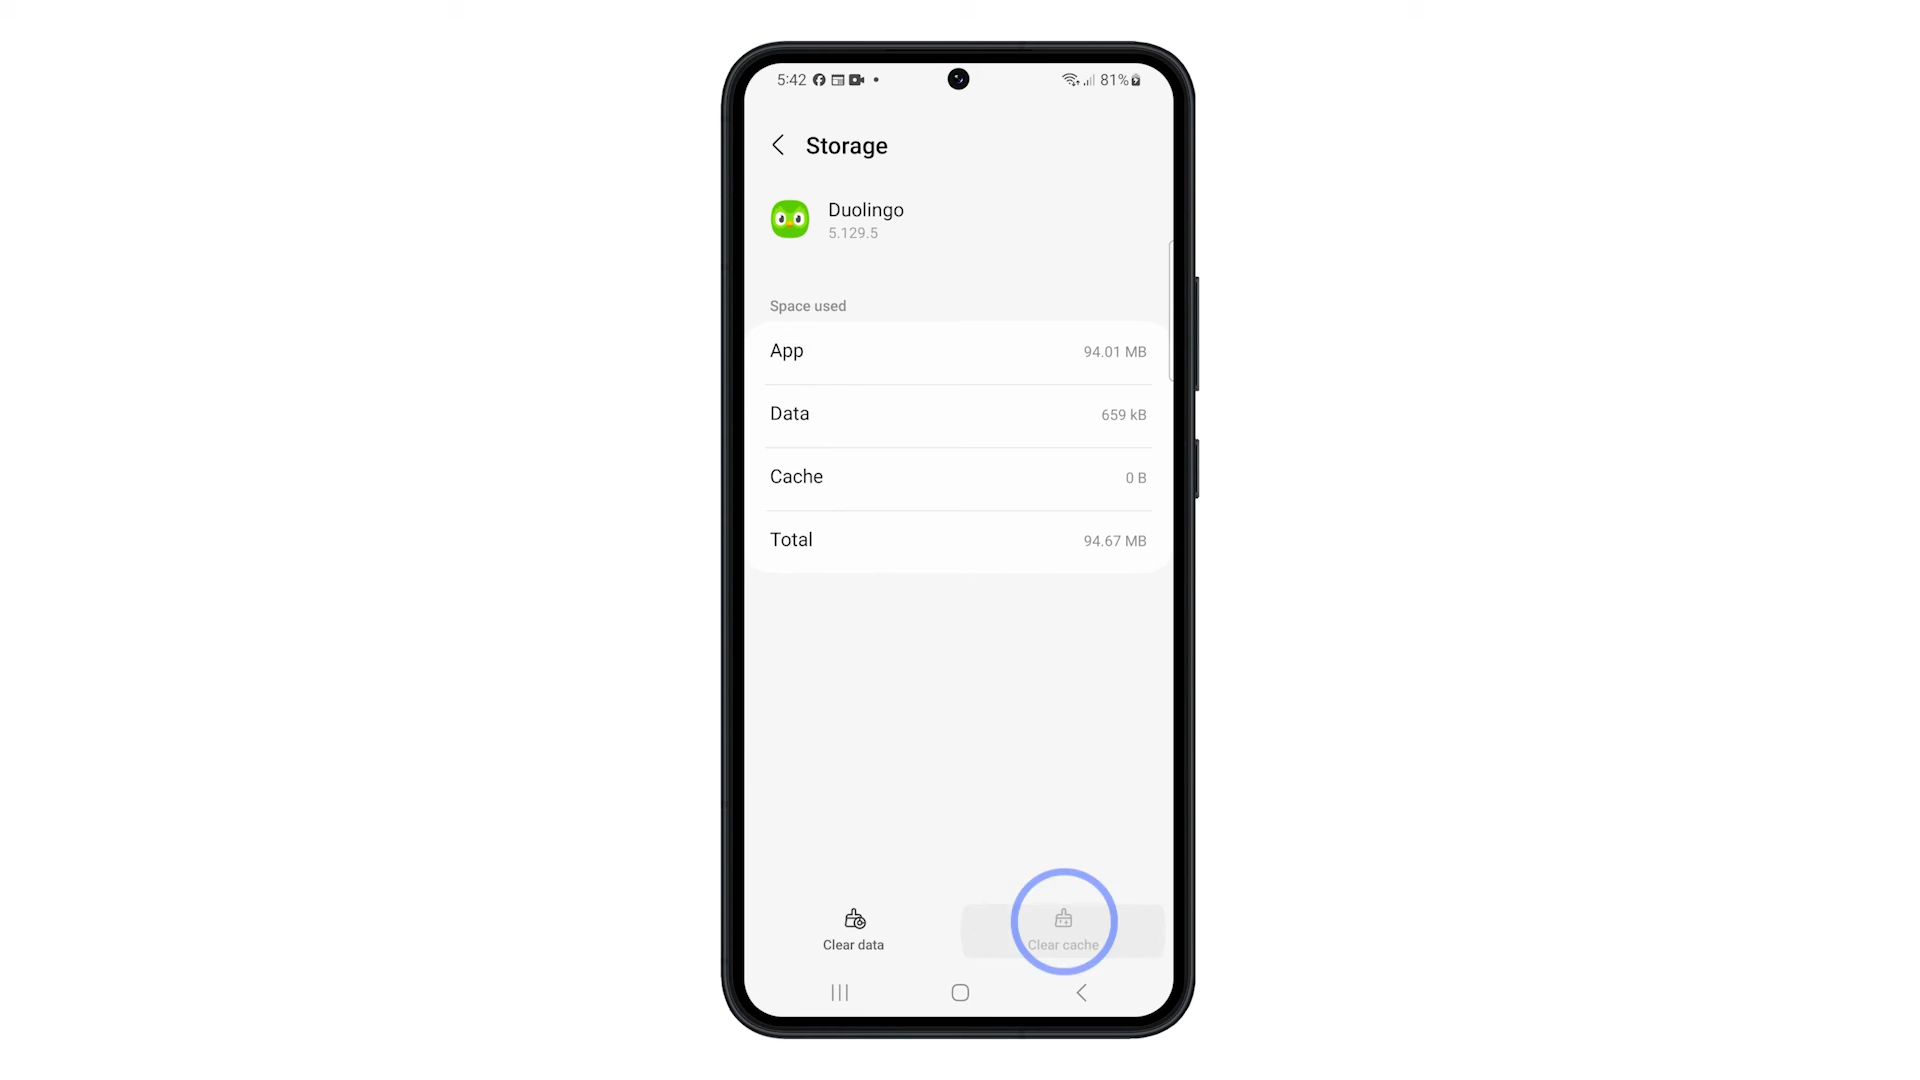 5:42
81%
Storage
Duolingo
5.129.5
Space used
App 94.01 MB
Data 659 kB
Cache 0 B
Total 94.67 MB
Clear data
Clear cache